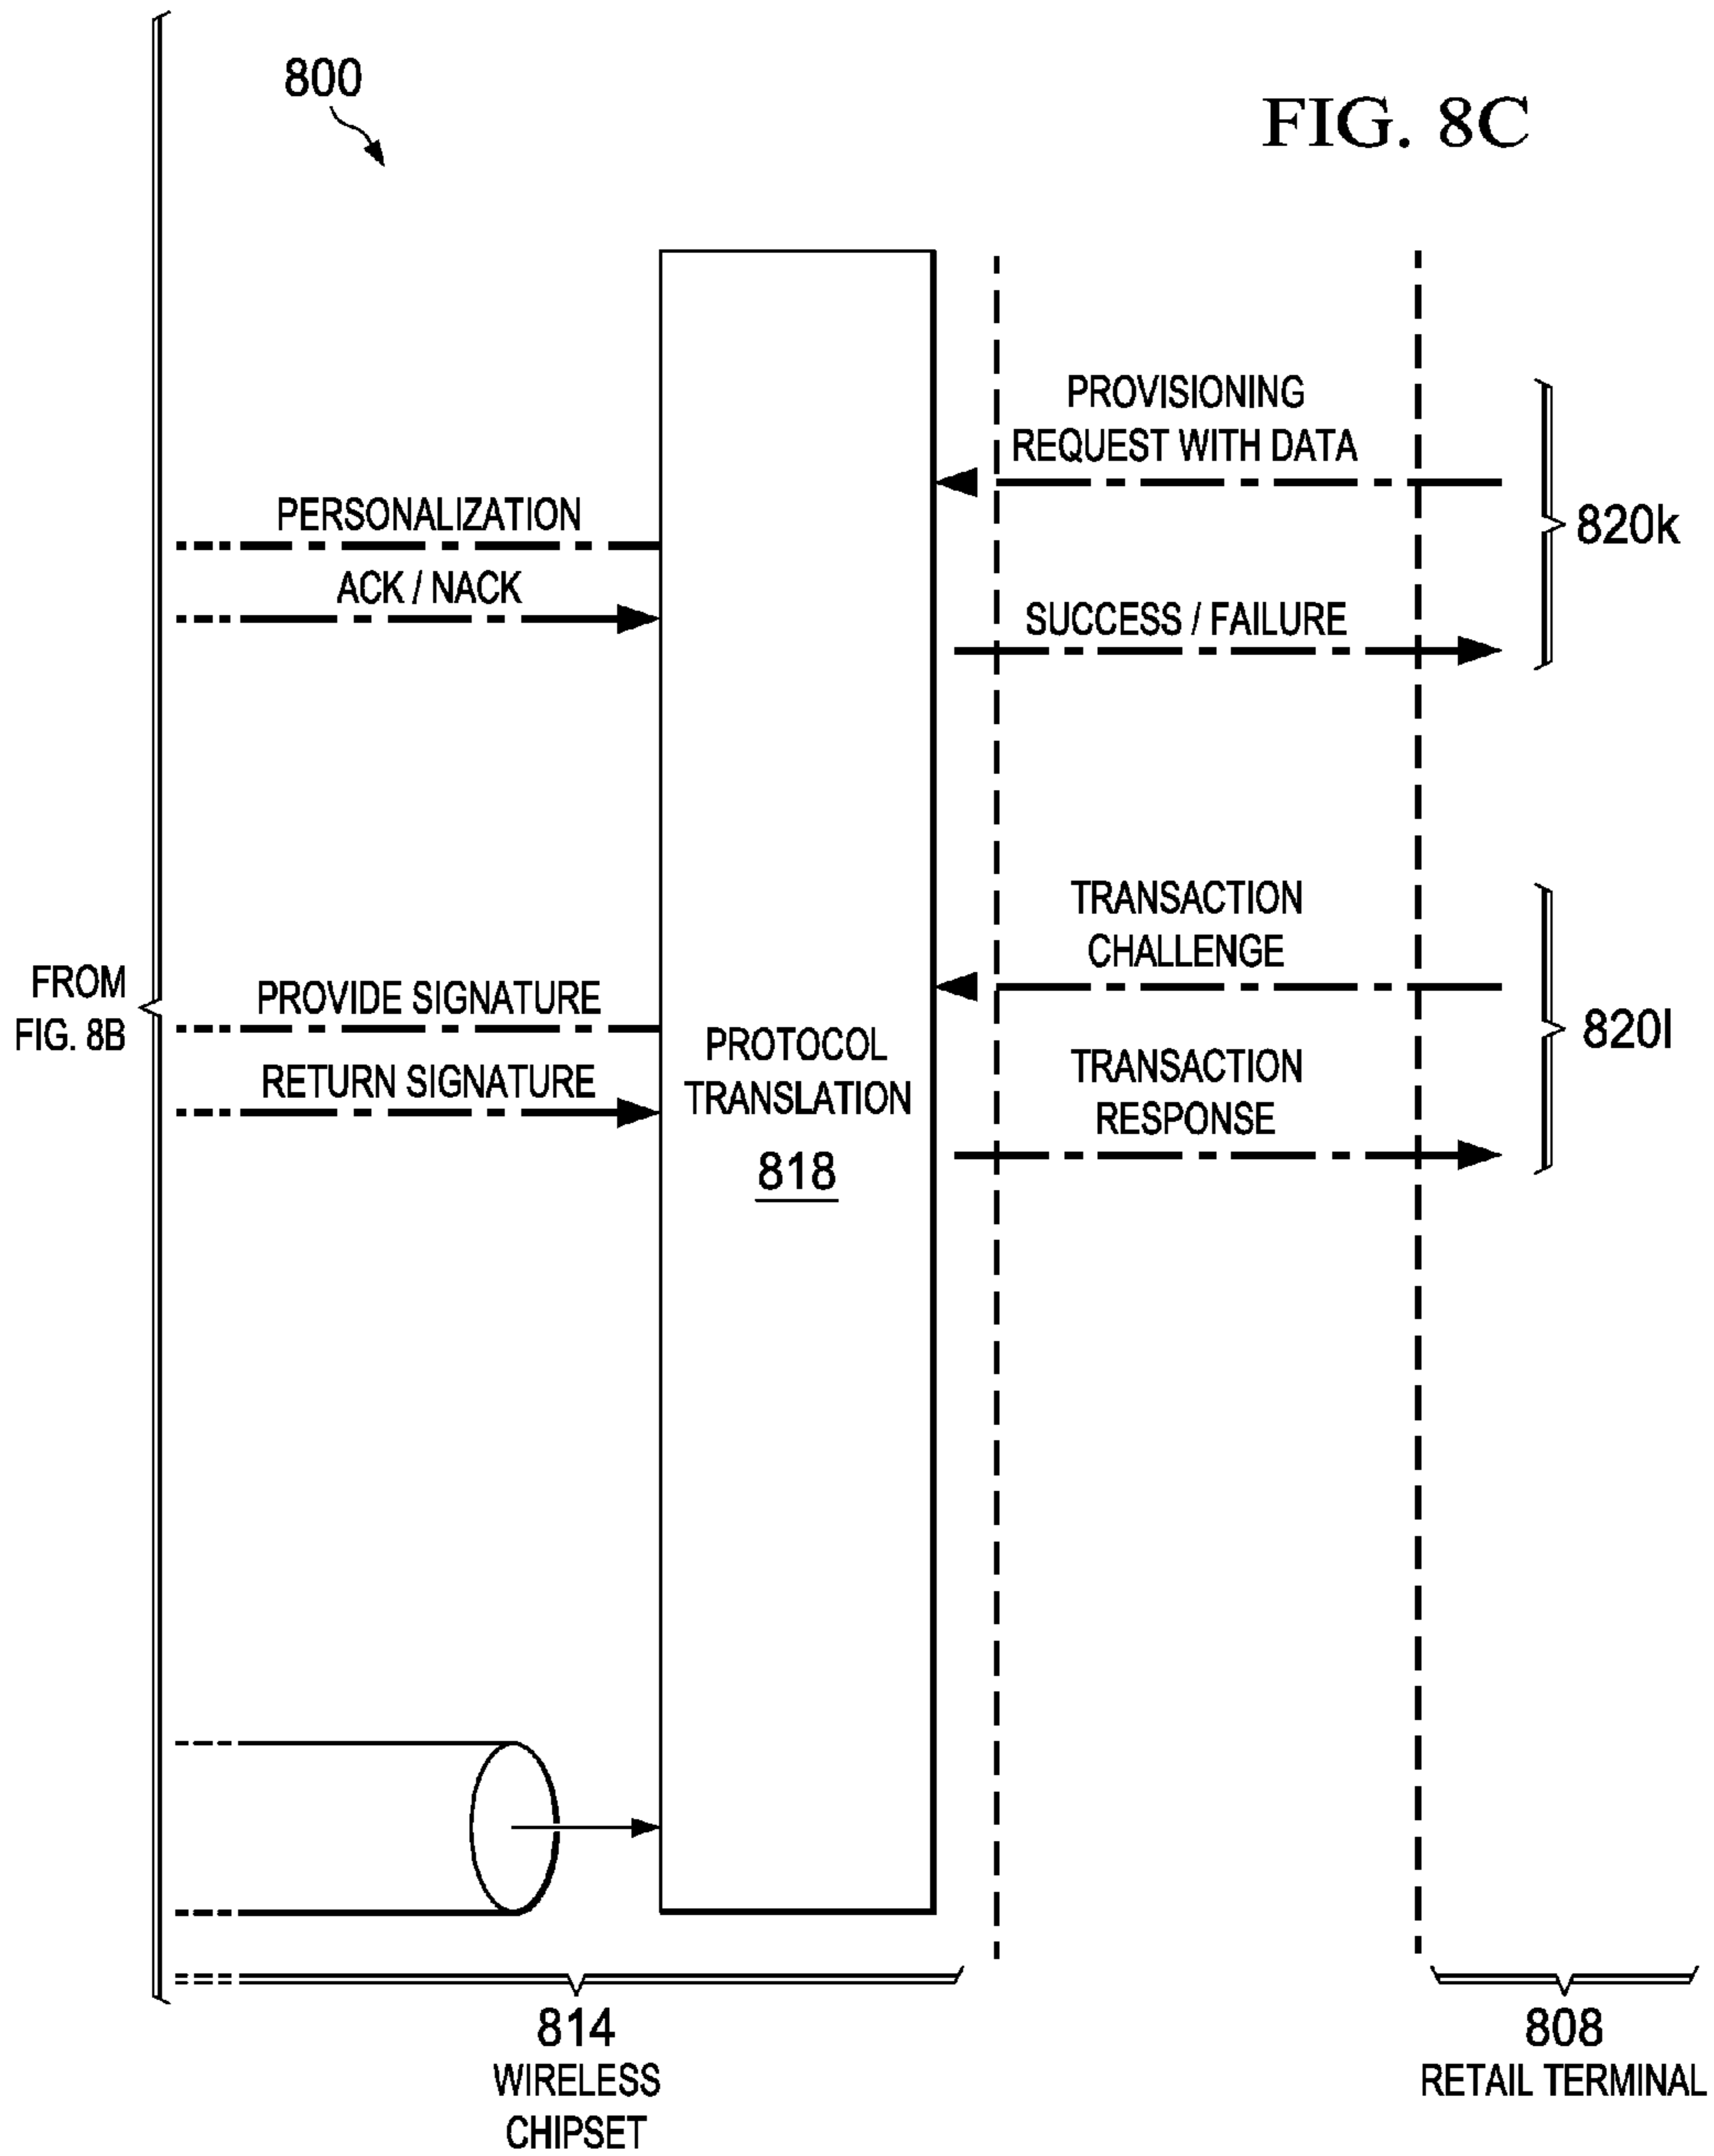 800
FIG. 8C
PROVISIONING
REQUEST WITH DATA
PERSONALIZATION
ACK / NACK
SUCCESS / FAILURE
820k
TRANSACTION
CHALLENGE
FROM
FIG. 8B
PROVIDE SIGNATURE
RETURN SIGNATURE
PROTOCOL
TRANSLATION
818
TRANSACTION
RESPONSE
820l
814
WIRELESS
CHIPSET
808
RETAIL TERMINAL